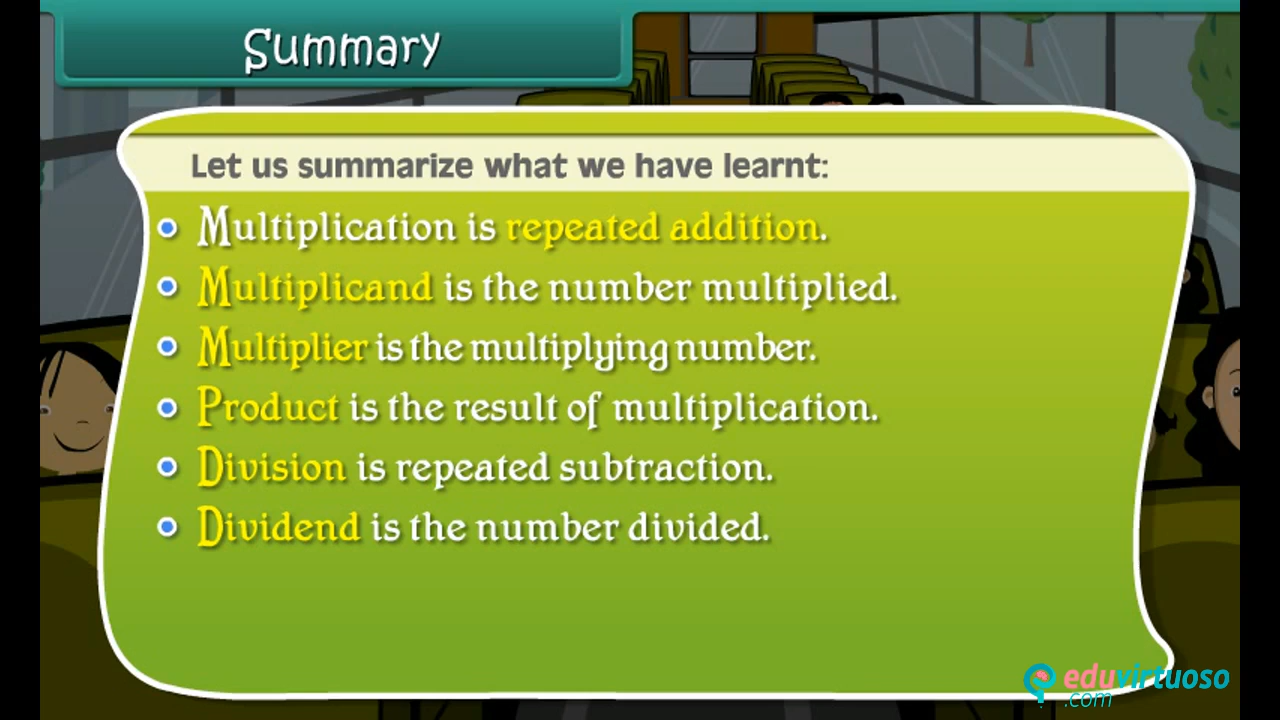 Summary
Let us summarize what we have learnt:
Multiplication is repeated addition.
Multiplicand is the number multiplied.
Multiplier is the multiplying number.
Product is the result of multiplication.
Division is repeated subtraction.
Dividend is the number divided.
eduvirtuoso
.com